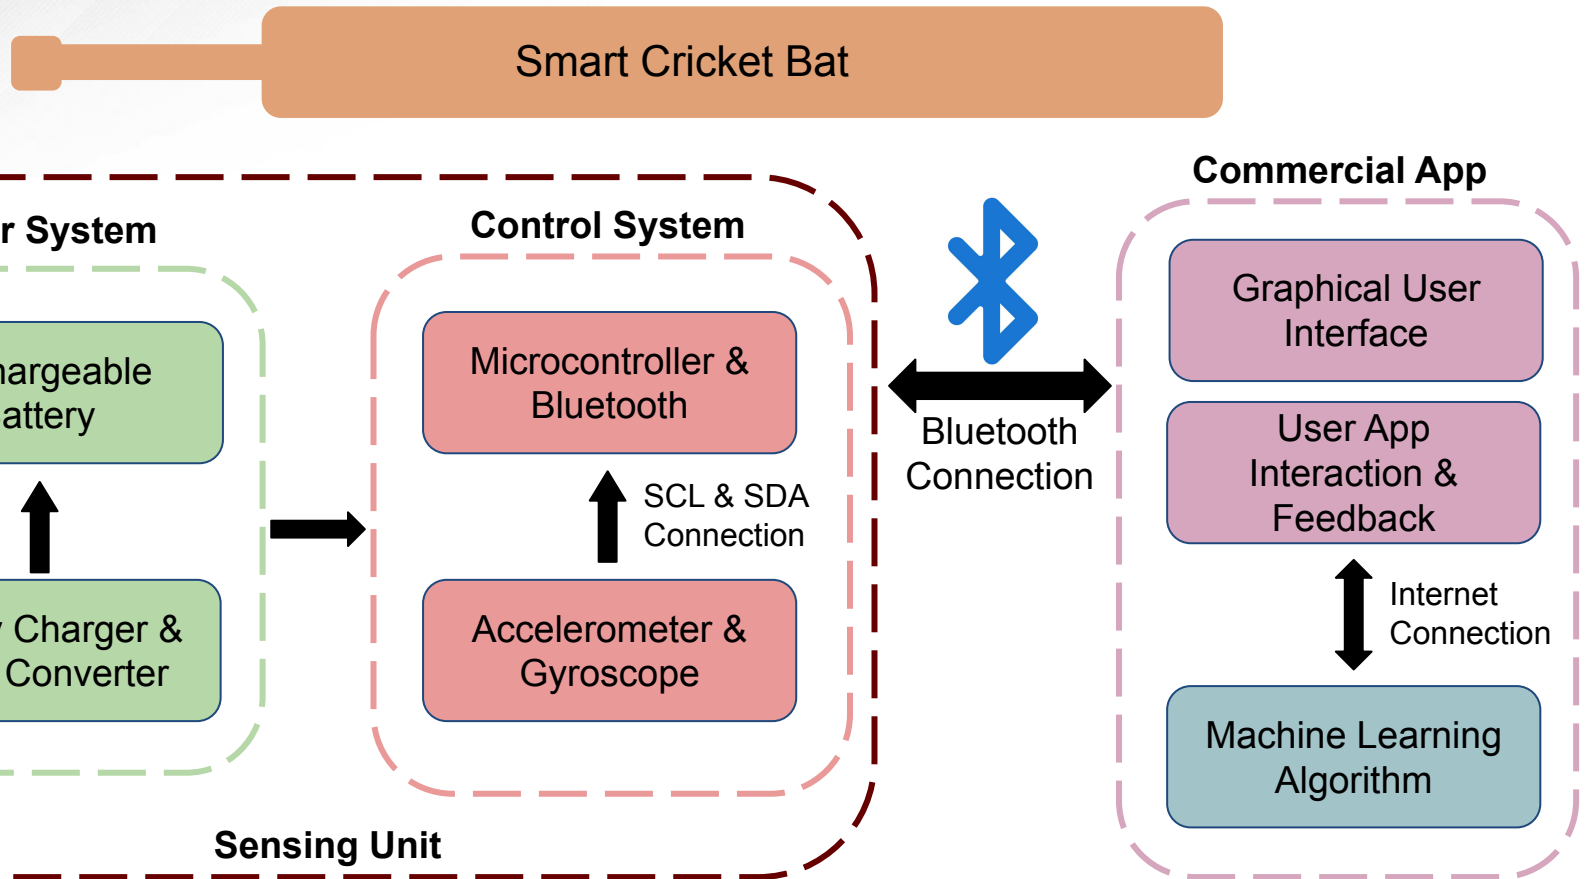 Smart Cricket Bat
Commercial App
r System
Control System
hargeable
attery
Microcontroller &
Bluetooth
Graphical User
Interface
Bluetooth
Connection
User App
Interaction &
Feedback
SCL & SDA
Connection
Internet
Connection
Charger &
Converter
Accelerometer &
Gyroscope
Machine Learning
Algorithm
Sensing Unit